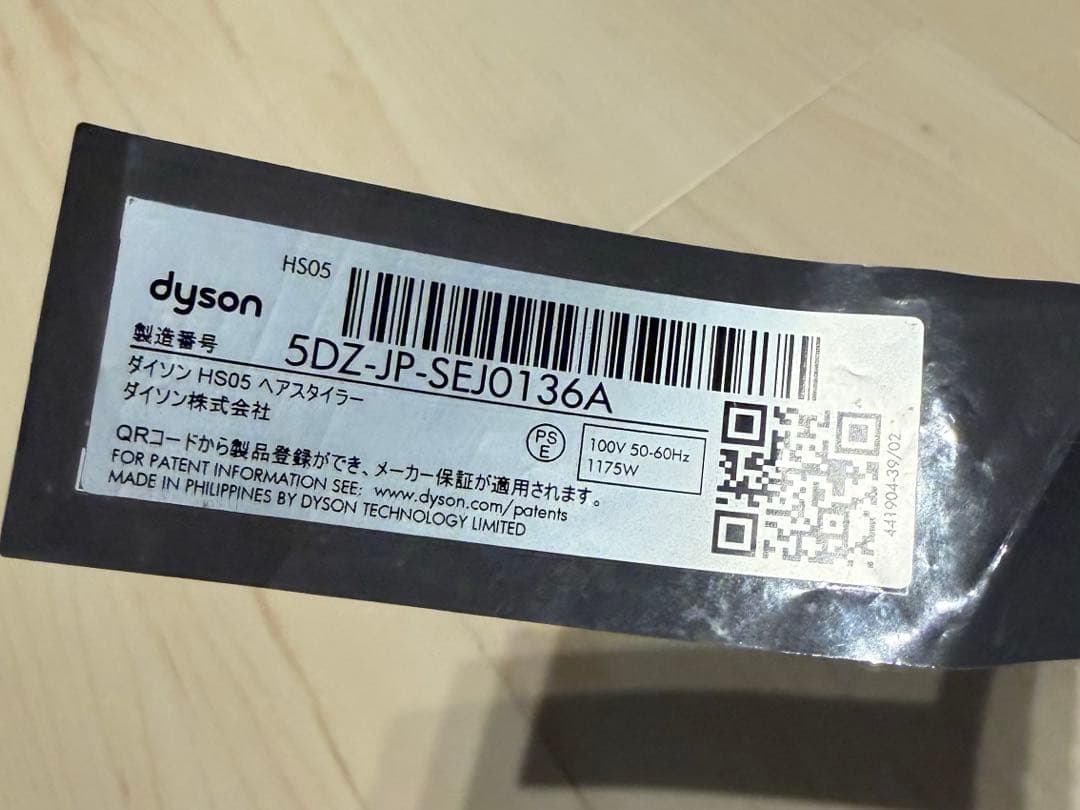 HS05
dyson
製造番号
5DZ-JP-SEJ0136A
ダイソン HS05 ヘアスタイラー
ダイソン株式会社
PS
E
100V 50-60Hz
1175W
QRコードから製品登録ができ、メーカー保証が適用されます。
FOR PATENT INFORMATION SEE: www.dyson.com/patents
MADE IN PHILIPPINES BY DYSON TECHNOLOGY LIMITED
441904-39/02